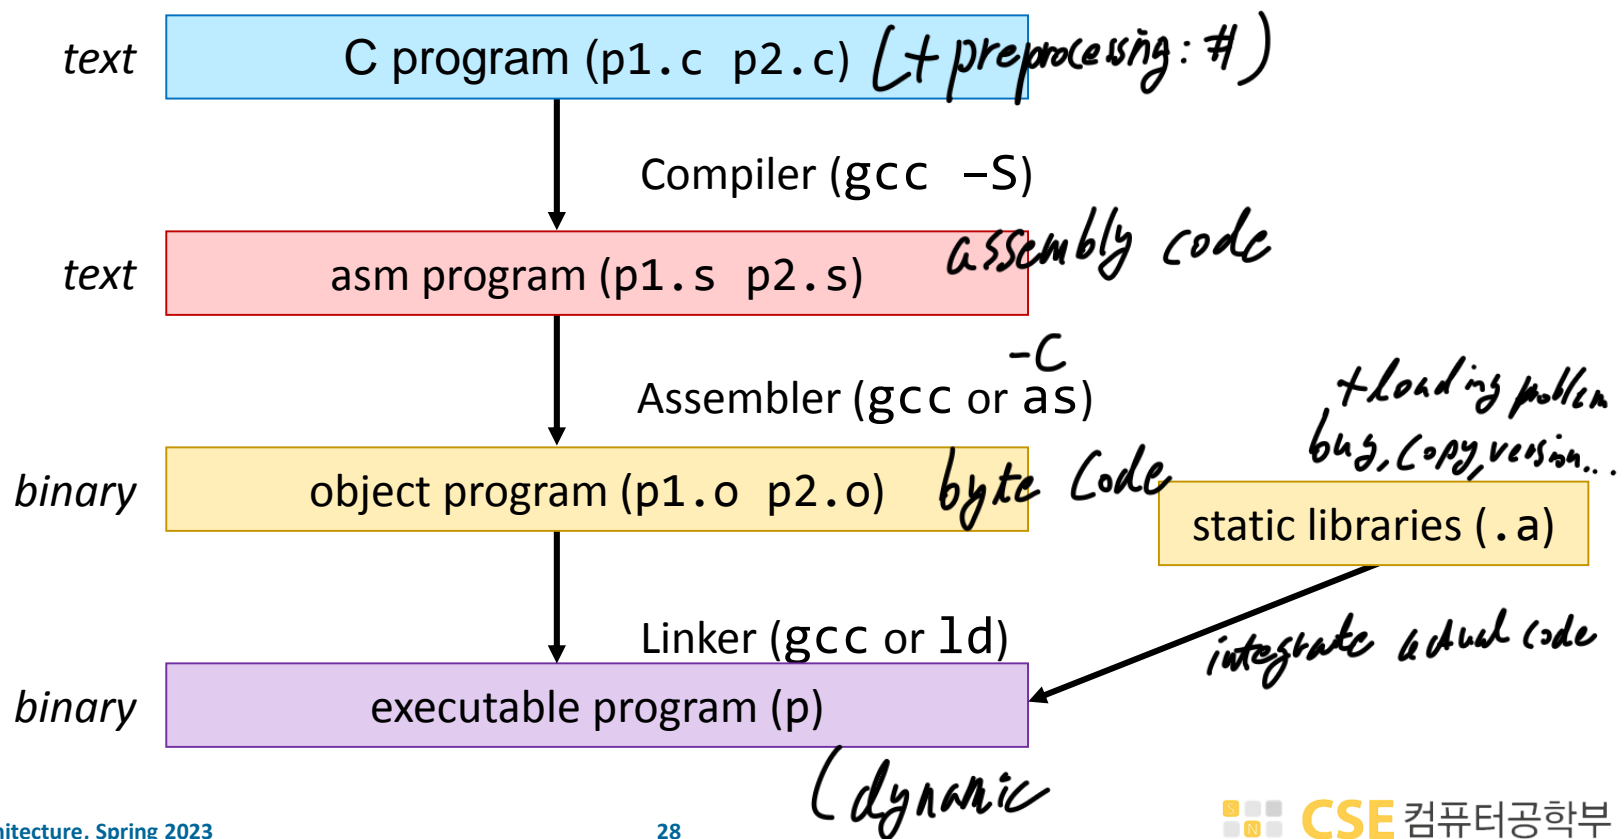 text
C program (p1.c p2.c) (+ preprocessing: #)
Compiler (gcc –S)
text
asm program (p1.s p2.s) assembly code
-C
Assembler (gcc or as)
+loading problem
bug, copy, version...
binary
object program (p1.o p2.o) byte code
static libraries (.a)
Linker (gcc or ld)
integrate actual code
binary
executable program (p)
(dynamic
hitecture, Spring 2023
28
SNU CSE 컴퓨터공학부